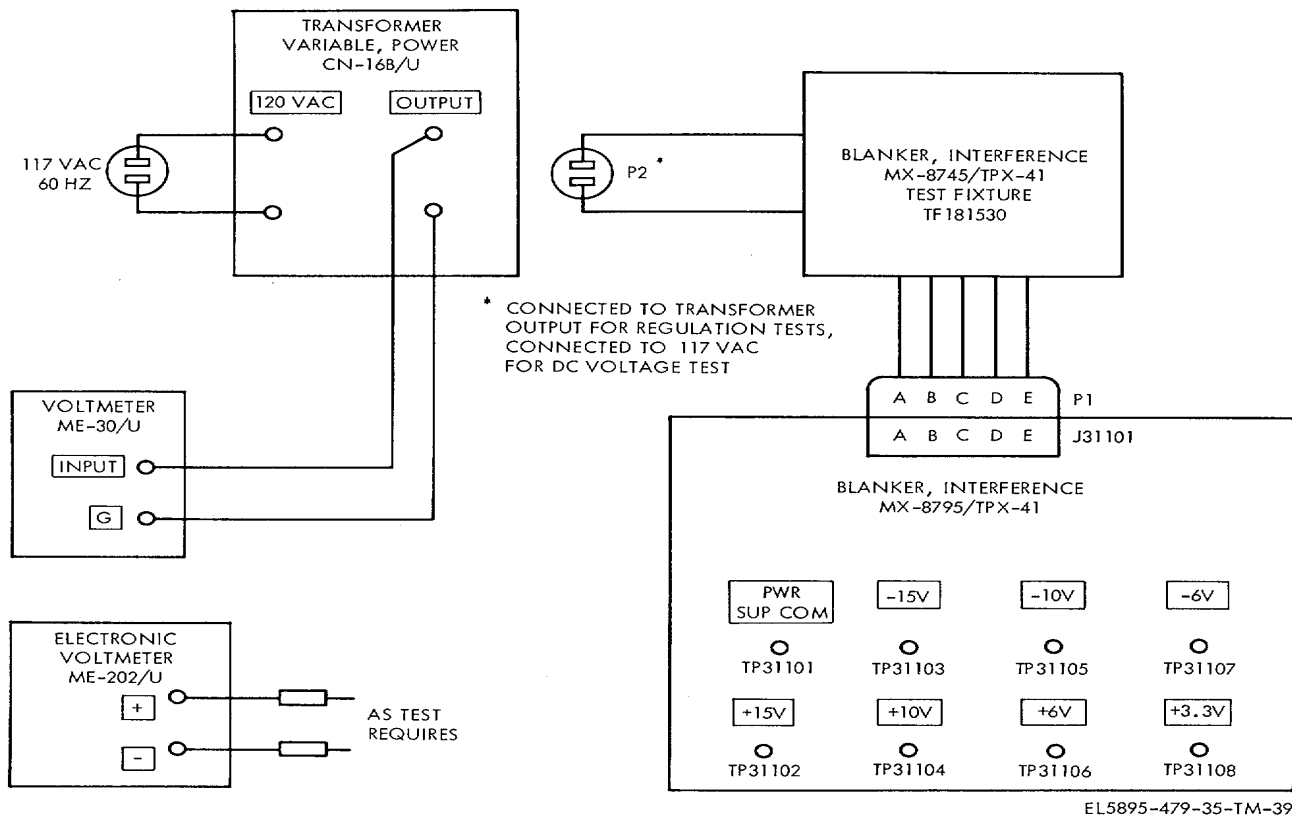 TRANSFORMER
VARIABLE, POWER
CN-16B/U
120 VAC
OUTPUT
117 VAC
60 HZ
P2 *
BLANKER, INTERFERENCE
MX-8745/TPX-41
TEST FIXTURE
TF181530
* CONNECTED TO TRANSFORMER
OUTPUT FOR REGULATION TESTS,
CONNECTED TO 117 VAC
FOR DC VOLTAGE TEST
VOLTMETER
ME-30/U
INPUT
G
A B C D E P1
A B C D E J31101
BLANKER, INTERFERENCE
MX-8795/TPX-41
PWR
SUP COM
-15V
-10V
-6V
TP31101
TP31103
TP31105
TP31107
+15V
+10V
+6V
+3.3V
TP31102
TP31104
TP31106
TP31108
ELECTRONIC
VOLTMETER
ME-202/U
+
-
AS TEST
REQUIRES
EL5895-479-35-TM-39